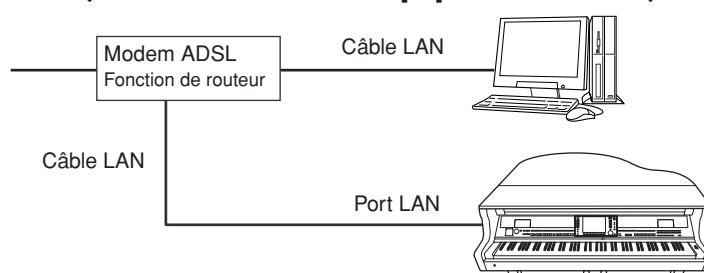 Modem ADSL
Fonction de routeur
Câble LAN
Câble LAN
Port LAN